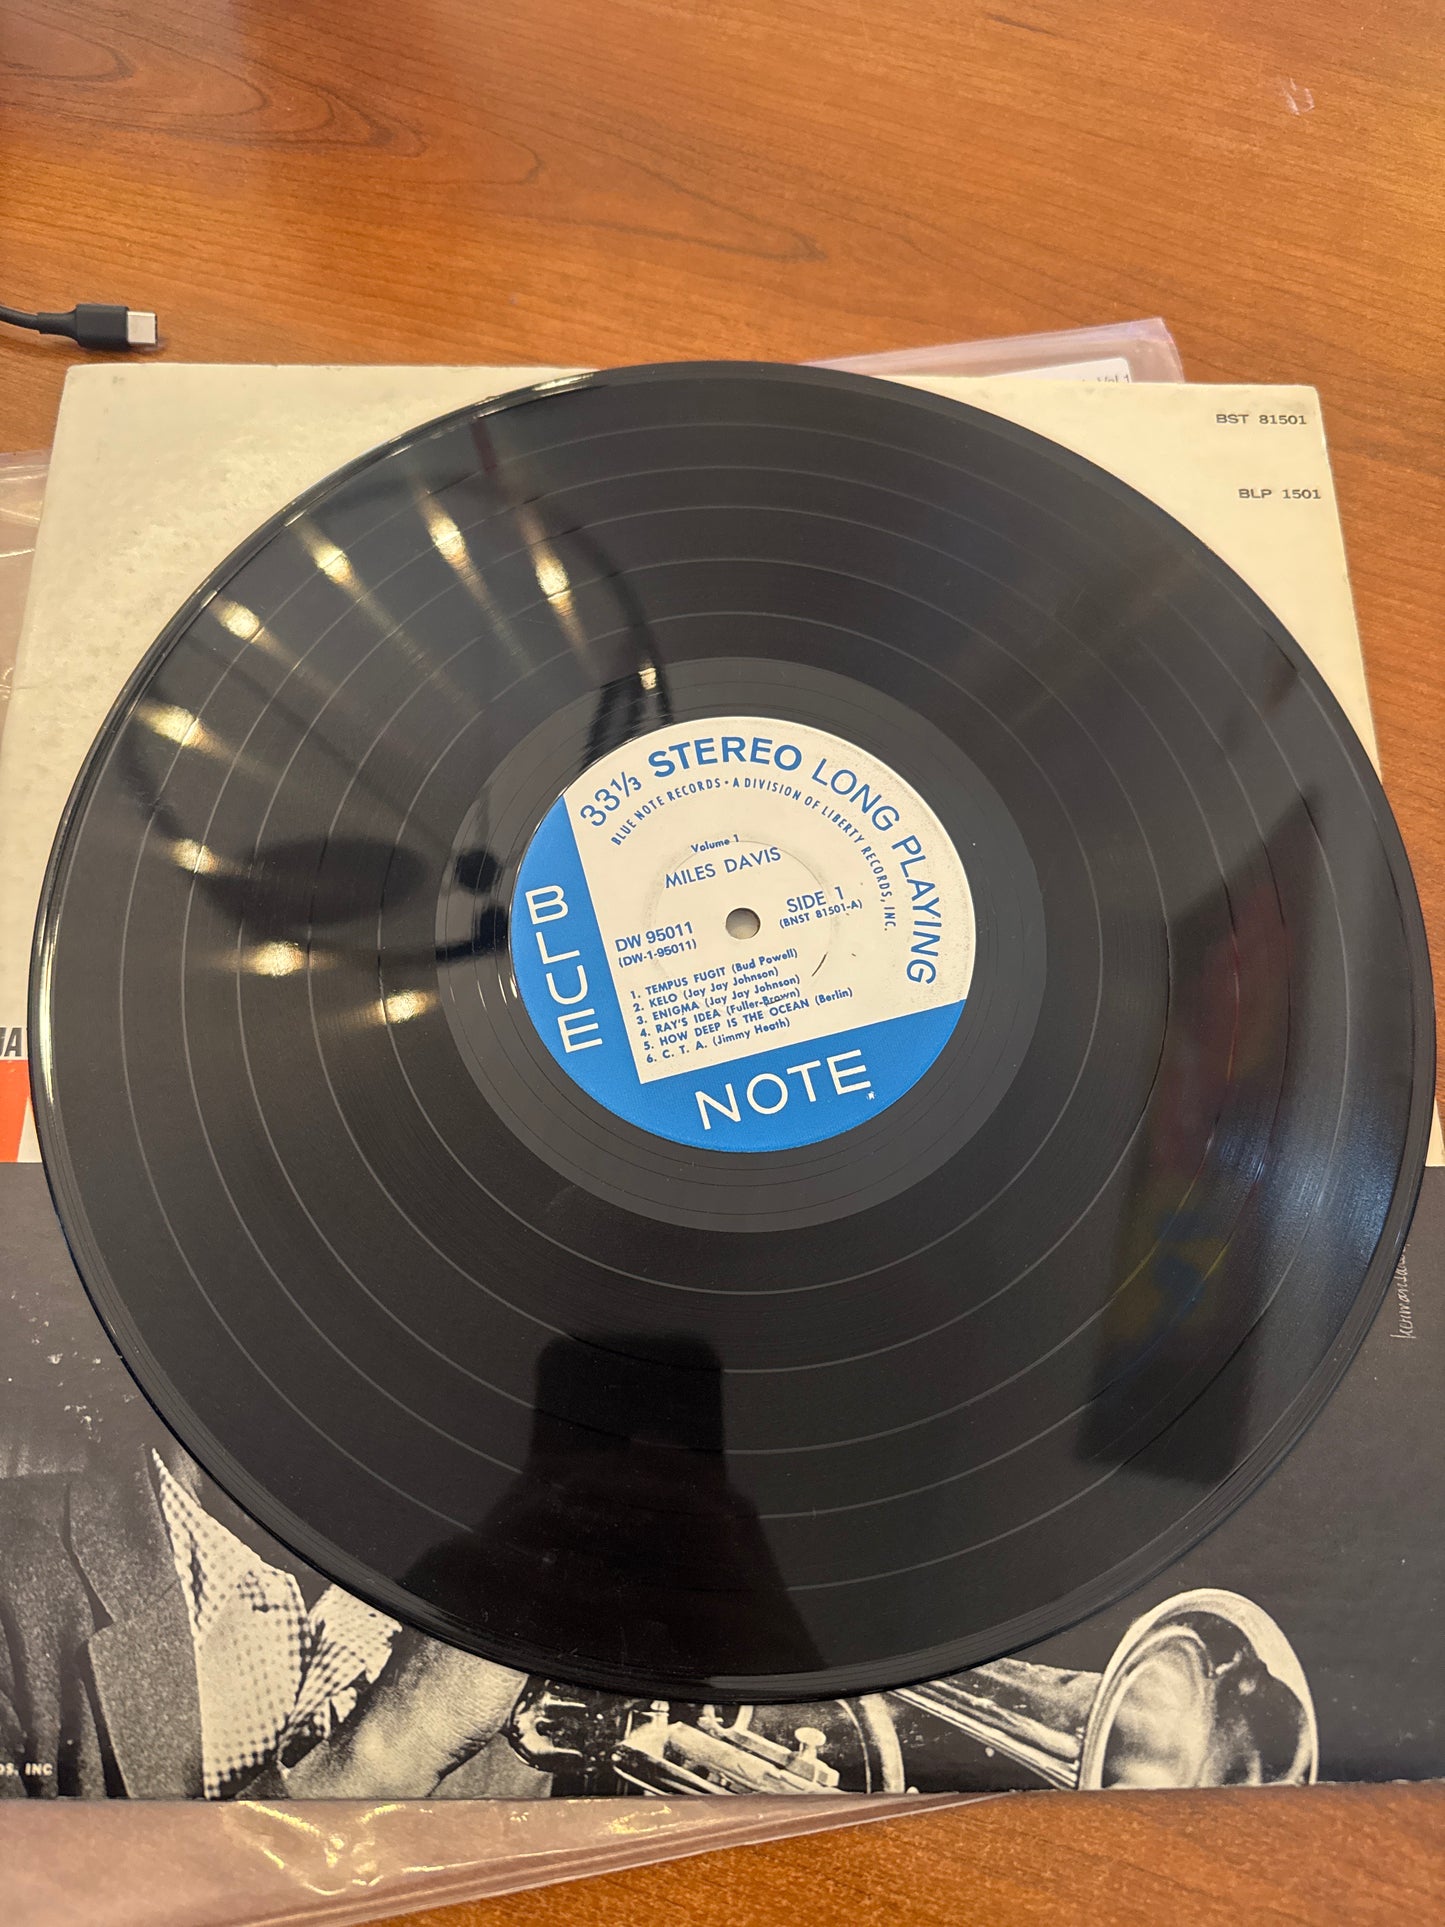 Vol 1
BST 81501
BLP 1501
33⅓ STEREO LONG PLAYING
BLUE NOTE RECORDS • A DIVISION OF LIBERTY RECORDS, INC.
Volume 1
MILES DAVIS
SIDE 1
(BNST 81501-A)
DW 95011
(DW-1-95011)
1. TEMPUS FUGIT (Bud Powell)
2. KELO (Jay Jay Johnson)
3. ENIGMA (Jay Jay Johnson)
4. RAY'S IDEA (Fuller-Brown)
5. HOW DEEP IS THE OCEAN (Berlin)
6. C. T. A. (Jimmy Heath)
BLUE
NOTE
INC